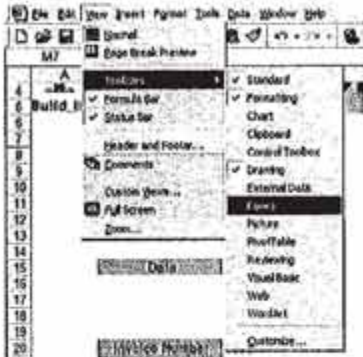 File Edit View Insert Format Tools Data Window Help
M7
A
Normal
Page Break Preview
Toolbars
Formula Bar
Status Bar
Header and Footer...
Comments
Custom Views...
Full Screen
Zoom...
Standard
Formatting
Chart
Clipboard
Control Toolbox
Drawing
External Data
Forms
Picture
PivotTable
Reviewing
Visual Basic
Web
WordArt
Customize...
4
5
6
7
8
9
10
11
12
13
14
15
16
17
18
19
20
Data
Invoice Number